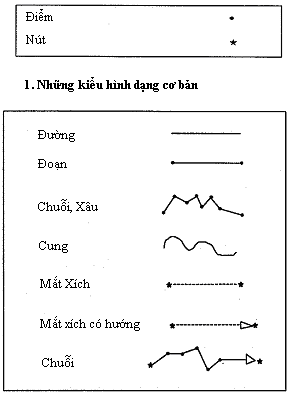 Điểm
Nút
1. Những kiểu hình dạng cơ bản
Đường
Đoạn
Chuỗi, Xâu
Cung
Mắt Xích
Mắt xích có hướng
Chuỗi